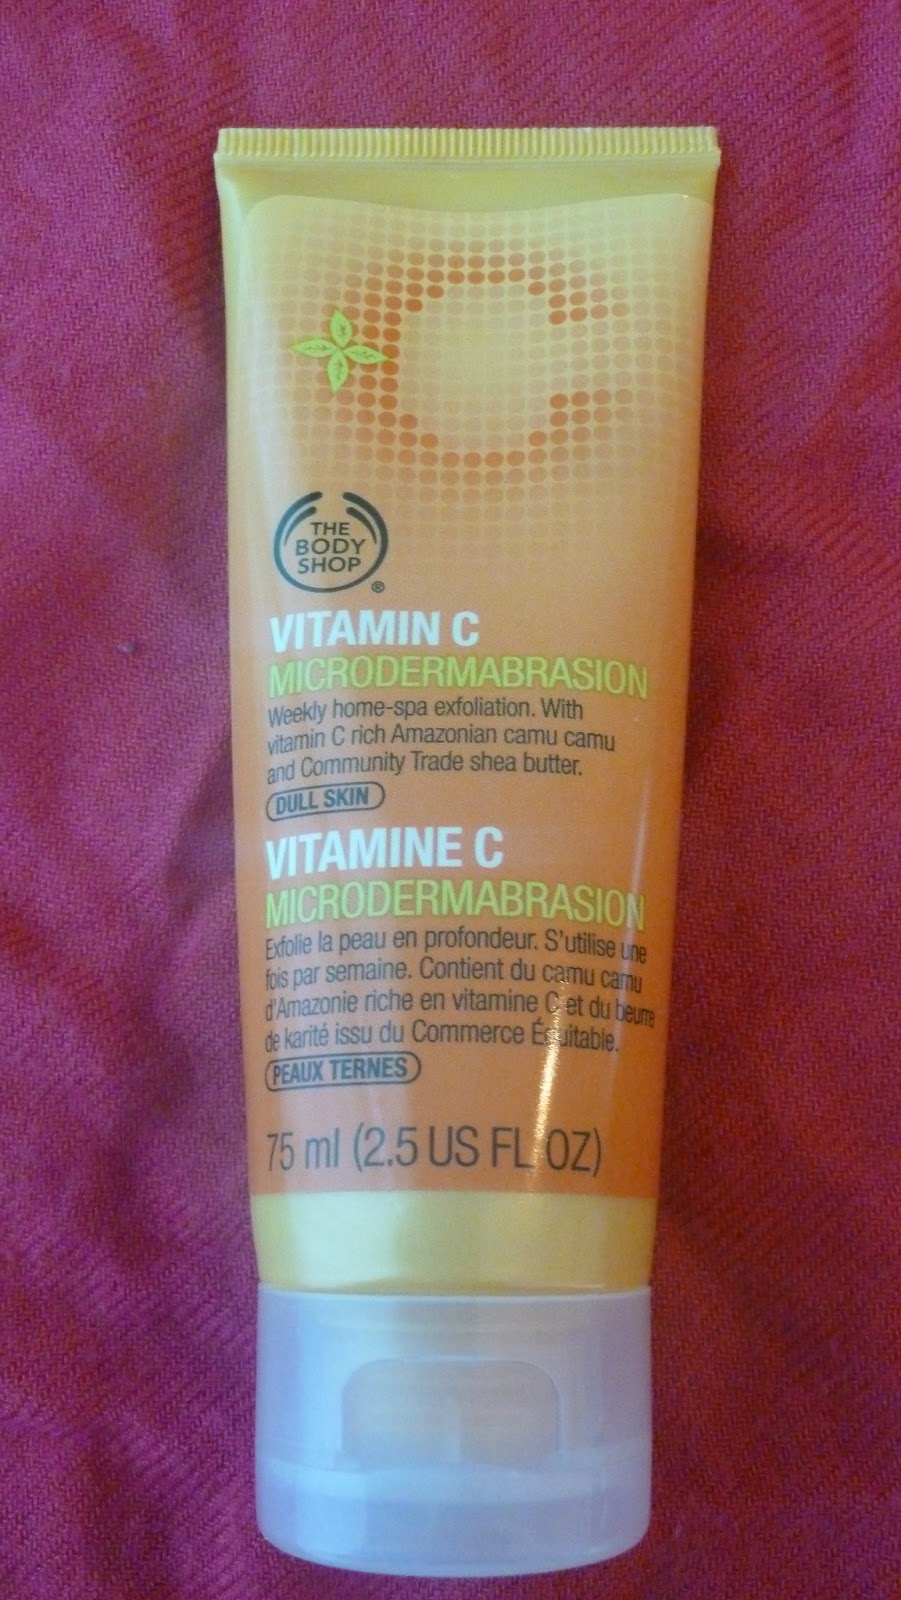 THE
BODY
SHOP
®
VITAMIN C
MICRODERMABRASION
Weekly home-spa exfoliation. With
vitamin C rich Amazonian camu camu
and Community Trade shea butter.
DULL SKIN
VITAMINE C
MICRODERMABRASION
Exfolie la peau en profondeur. S'utilise une
fois par semaine. Contient du camu camu
d'Amazonie riche en vitamine C et du beurre
de karité issu du Commerce Équitable.
PEAUX TERNES
75 ml (2.5 US FL OZ)